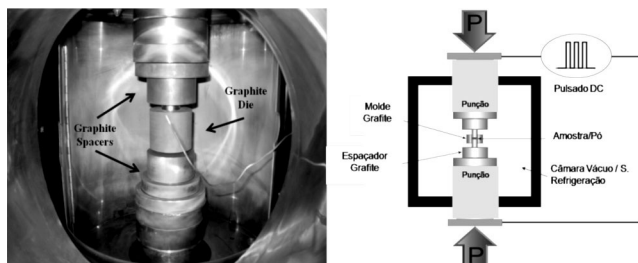 Graphite
Die
Graphite
Spacers
P
Pulsado DC
Punção
Molde
Grafite
Amostra/Pó
Espaçador
Grafite
Punção
Câmara Vácuo / S.
Refrigeração
P